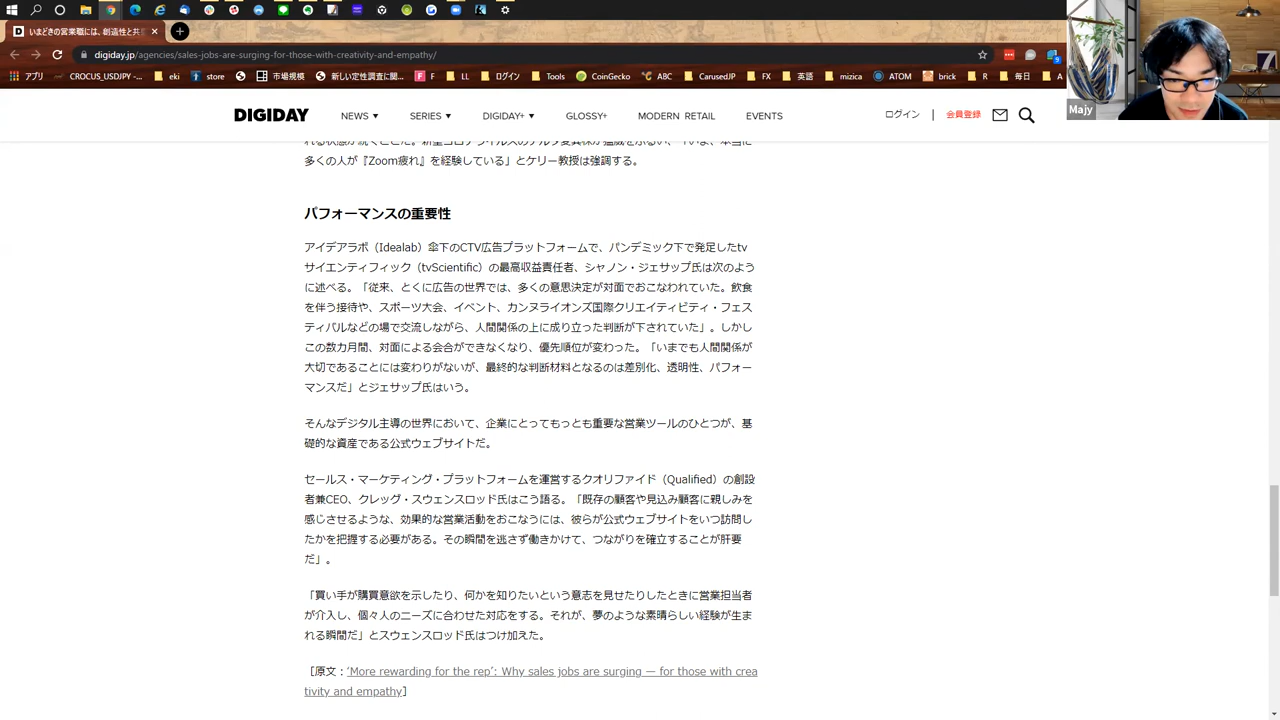 いまどきの営業職には、創造性と共
digiday.jp/agencies/sales-jobs-are-surging-for-those-with-creativity-and-empathy/
アプリ CROCUS_USDJPY -... eki store 市場規模 新しい定性調査に関... F LL ログイン Tools CoinGecko ABC CarusedJP FX 英語 mizica ATOM brick R 毎日 A
Majy
DIGIDAY NEWS SERIES DIGIDAY+ GLOSSY+ MODERN RETAIL EVENTS ログイン | 会員登録
多くの人が『Zoom疲れ』を経験している」とケリー教授は強調する。
パフォーマンスの重要性
アイデアラボ（Idealab）傘下のCTV広告プラットフォームで、パンデミック下で発足したtv
サイエンティフィック（tvScientific）の最高収益責任者、シャノン・ジェサップ氏は次のよう
に述べる。「従来、とくに広告の世界では、多くの意思決定が対面でおこなわれていた。飲食
を伴う接待や、スポーツ大会、イベント、カンヌライオンズ国際クリエイティビティ・フェス
ティバルなどの場で交流しながら、人間関係の上に成り立った判断が下されていた」。しかし
この数カ月間、対面による会合ができなくなり、優先順位が変わった。「いまでも人間関係が
大切であることには変わりがないが、最終的な判断材料となるのは差別化、透明性、パフォー
マンスだ」とジェサップ氏はいう。
そんなデジタル主導の世界において、企業にとってもっとも重要な営業ツールのひとつが、基
礎的な資産である公式ウェブサイトだ。
セールス・マーケティング・プラットフォームを運営するクオリファイド（Qualified）の創設
者兼CEO、クレッグ・スウェンスロッド氏はこう語る。「既存の顧客や見込み顧客に親しみを
感じさせるような、効果的な営業活動をおこなうには、彼らが公式ウェブサイトをいつ訪問し
たかを把握する必要がある。その瞬間を逃さず働きかけて、つながりを確立することが肝要
だ」。
「買い手が購買意欲を示したり、何かを知りたいという意志を見せたりしたときに営業担当者
が介入し、個々人のニーズに合わせた対応をする。それが、夢のような素晴らしい経験が生ま
れる瞬間だ」とスウェンスロッド氏はつけ加えた。
［原文：'More rewarding for the rep': Why sales jobs are surging — for those with crea
tivity and empathy］